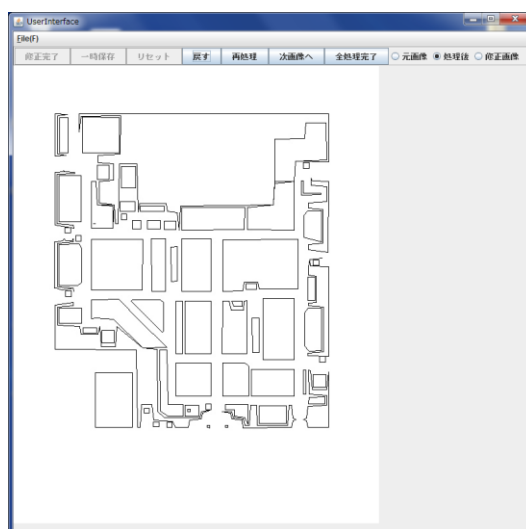 UserInterface
File(F)
修正完了 一時保存 リセット 戻す 再処理 次画像へ 全処理完了 元画像 処理後 修正画像